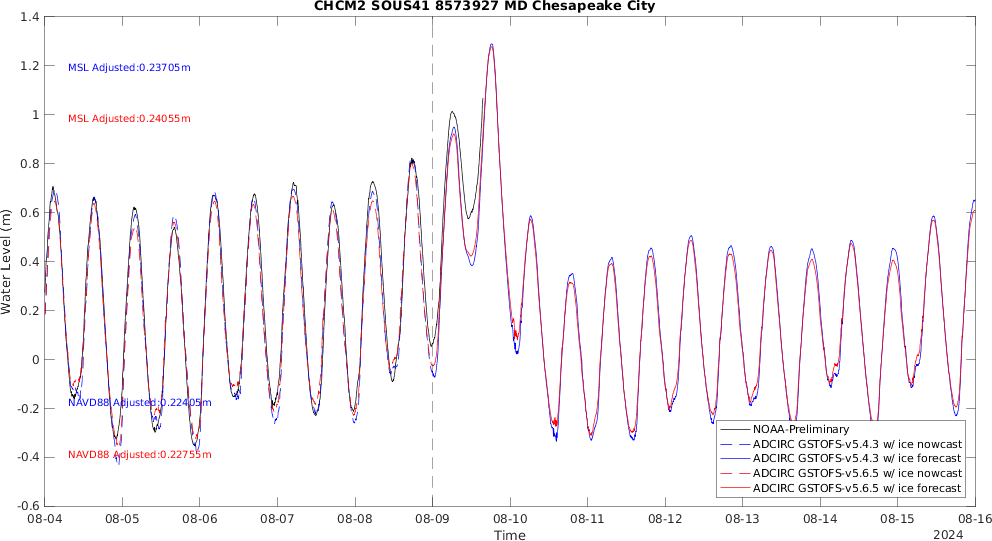 CHCM2 SOUS41 8573927 MD Chesapeake City
1.4
1.2
1
0.8
0.6
0.4
0.2
0
-0.2
-0.4
-0.6
Water Level (m)
MSL Adjusted:0.23705m
MSL Adjusted:0.24055m
NAVD88 Adjusted:0.22405m
NAVD88 Adjusted:0.22755m
NOAA-Preliminary
ADCIRC GSTOFS-v5.4.3 w/ ice nowcast
ADCIRC GSTOFS-v5.4.3 w/ ice forecast
ADCIRC GSTOFS-v5.6.5 w/ ice nowcast
ADCIRC GSTOFS-v5.6.5 w/ ice forecast
08-04 08-05 08-06 08-07 08-08 08-09 08-10 08-11 08-12 08-13 08-14 08-15 08-16
Time
2024